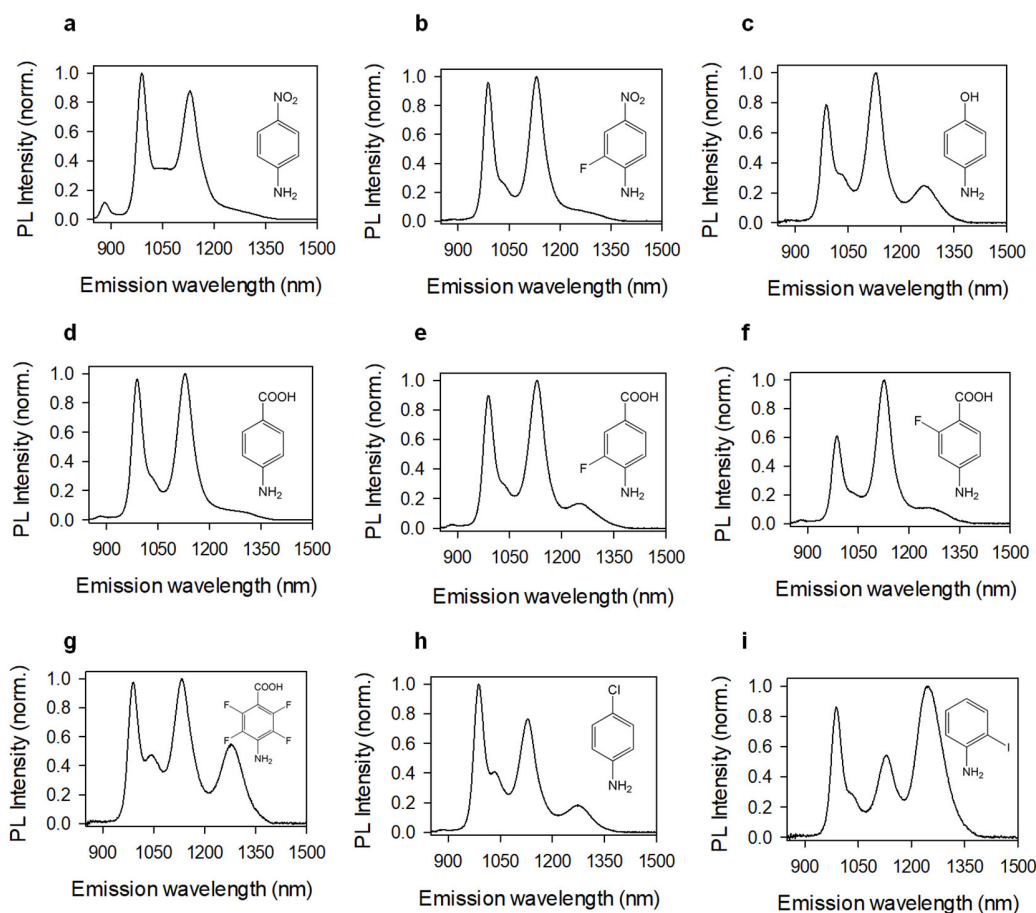 a
PL Intensity (norm.)
1.0
0.8
0.6
0.4
0.2
0.0
900 1050 1200 1350 1500
Emission wavelength (nm)
NO2
NH2
b
PL Intensity (norm.)
1.0
0.8
0.6
0.4
0.2
0.0
900 1050 1200 1350 1500
Emission wavelength (nm)
NO2
F
NH2
c
PL Intensity (norm.)
1.0
0.8
0.6
0.4
0.2
0.0
900 1050 1200 1350 1500
Emission wavelength (nm)
OH
NH2
d
PL Intensity (norm.)
1.0
0.8
0.6
0.4
0.2
0.0
900 1050 1200 1350 1500
Emission wavelength (nm)
COOH
NH2
e
PL Intensity (norm.)
1.0
0.8
0.6
0.4
0.2
0.0
900 1050 1200 1350 1500
Emission wavelength (nm)
COOH
F
NH2
f
PL Intensity (norm.)
1.0
0.8
0.6
0.4
0.2
0.0
900 1050 1200 1350 1500
Emission wavelength (nm)
COOH
F
NH2
g
PL Intensity (norm.)
1.0
0.8
0.6
0.4
0.2
0.0
900 1050 1200 1350 1500
Emission wavelength (nm)
COOH
F F
F F
NH2
h
PL Intensity (norm.)
1.0
0.8
0.6
0.4
0.2
0.0
900 1050 1200 1350 1500
Emission wavelength (nm)
Cl
NH2
i
PL Intensity (norm.)
1.0
0.8
0.6
0.4
0.2
0.0
900 1050 1200 1350 1500
Emission wavelength (nm)
I
NH2